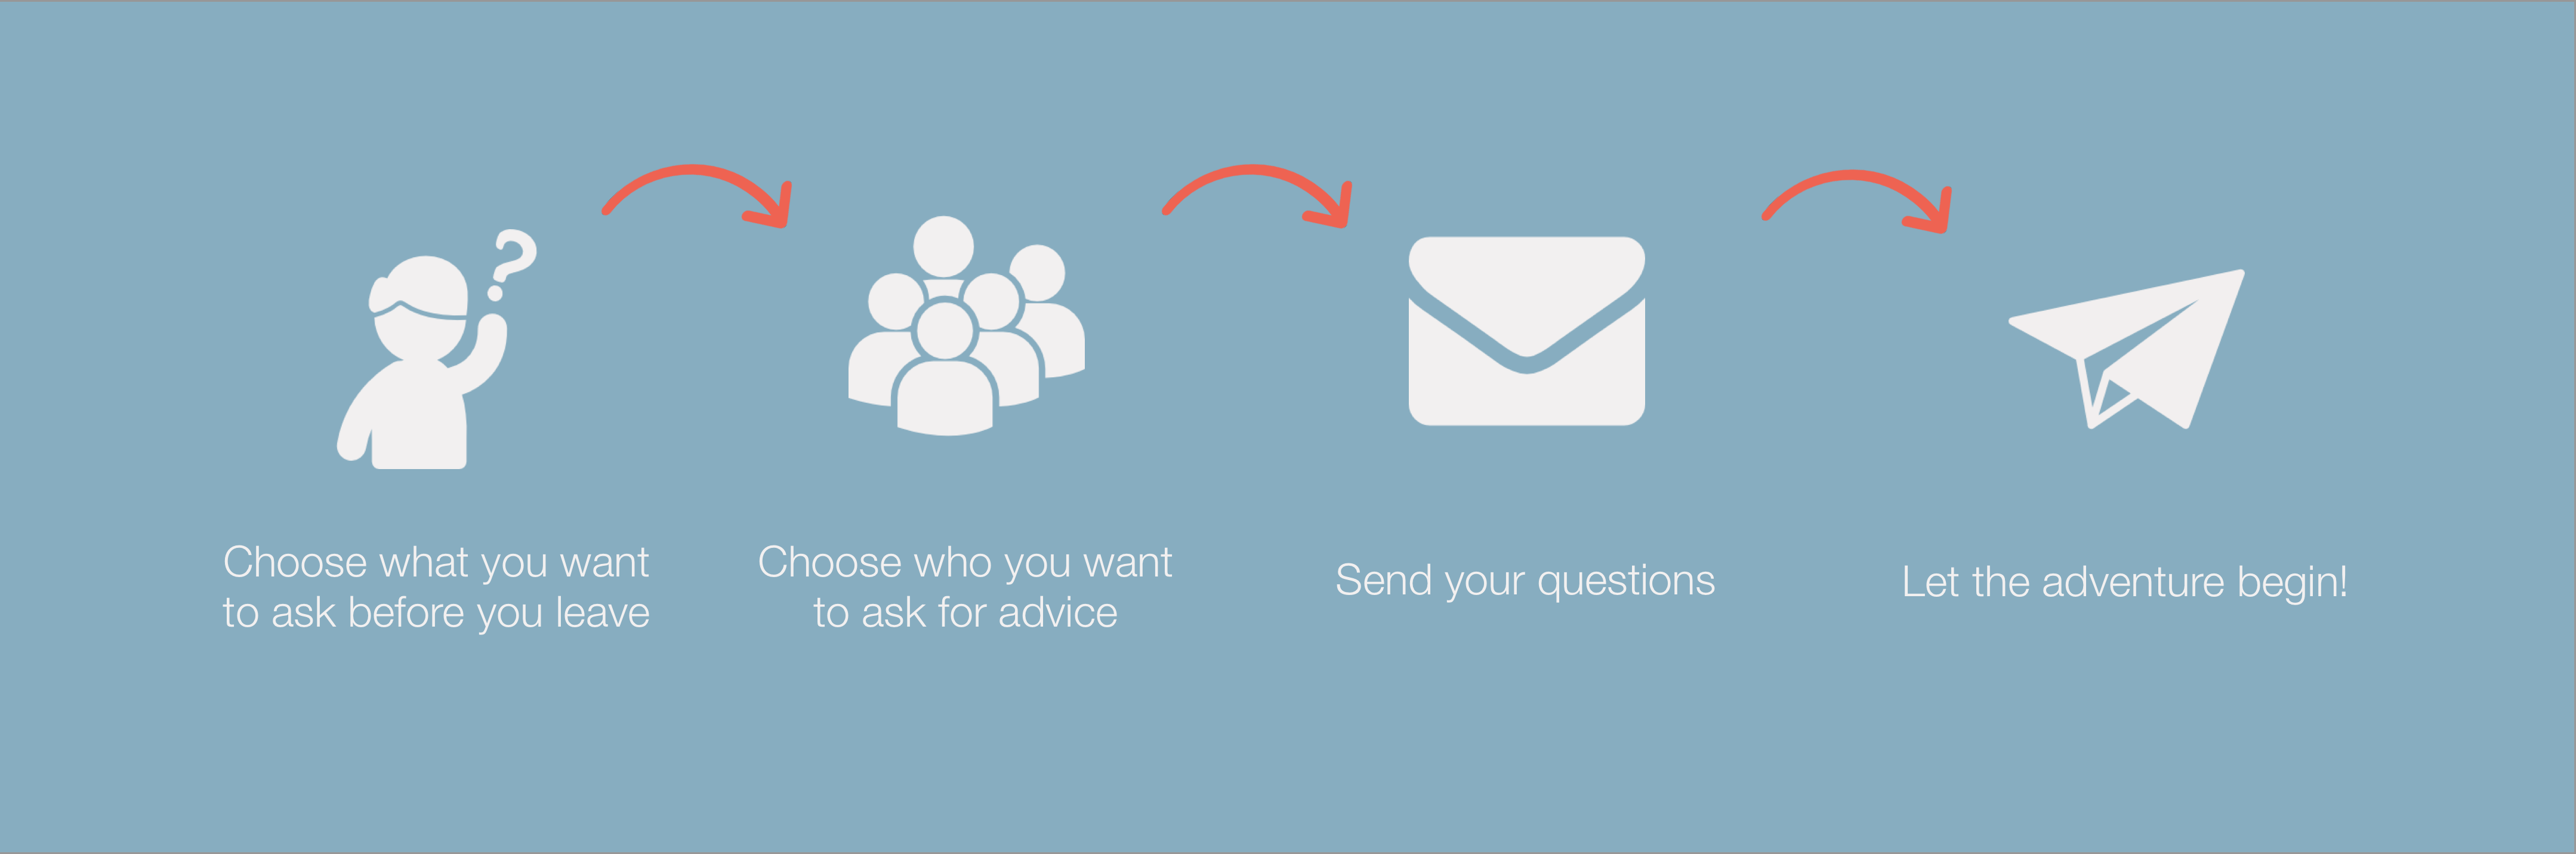 Choose what you want
to ask before you leave
Choose who you want
to ask for advice
Send your questions
Let the adventure begin!